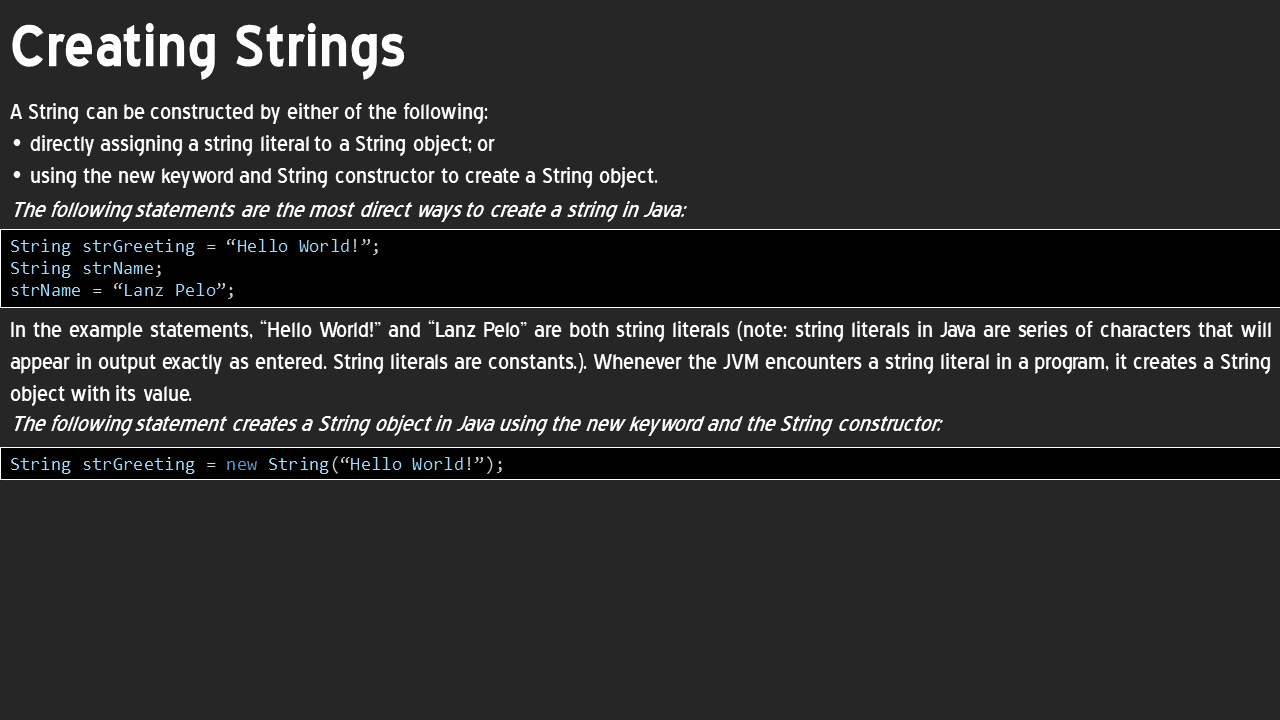 Creating Strings
A String can be constructed by either of the following:
• directly assigning a string literal to a String object; or
• using the new keyword and String constructor to create a String object.
The following statements are the most direct ways to create a string in Java:
String strGreeting = “Hello World!”;
String strName;
strName = “Lanz Pelo”;
In the example statements, “Hello World!” and “Lanz Pelo” are both string literals (note: string literals in Java are series of characters that will
appear in output exactly as entered. String literals are constants.). Whenever the JVM encounters a string literal in a program, it creates a String
object with its value.
The following statement creates a String object in Java using the new keyword and the String constructor:
String strGreeting = new String(“Hello World!”);